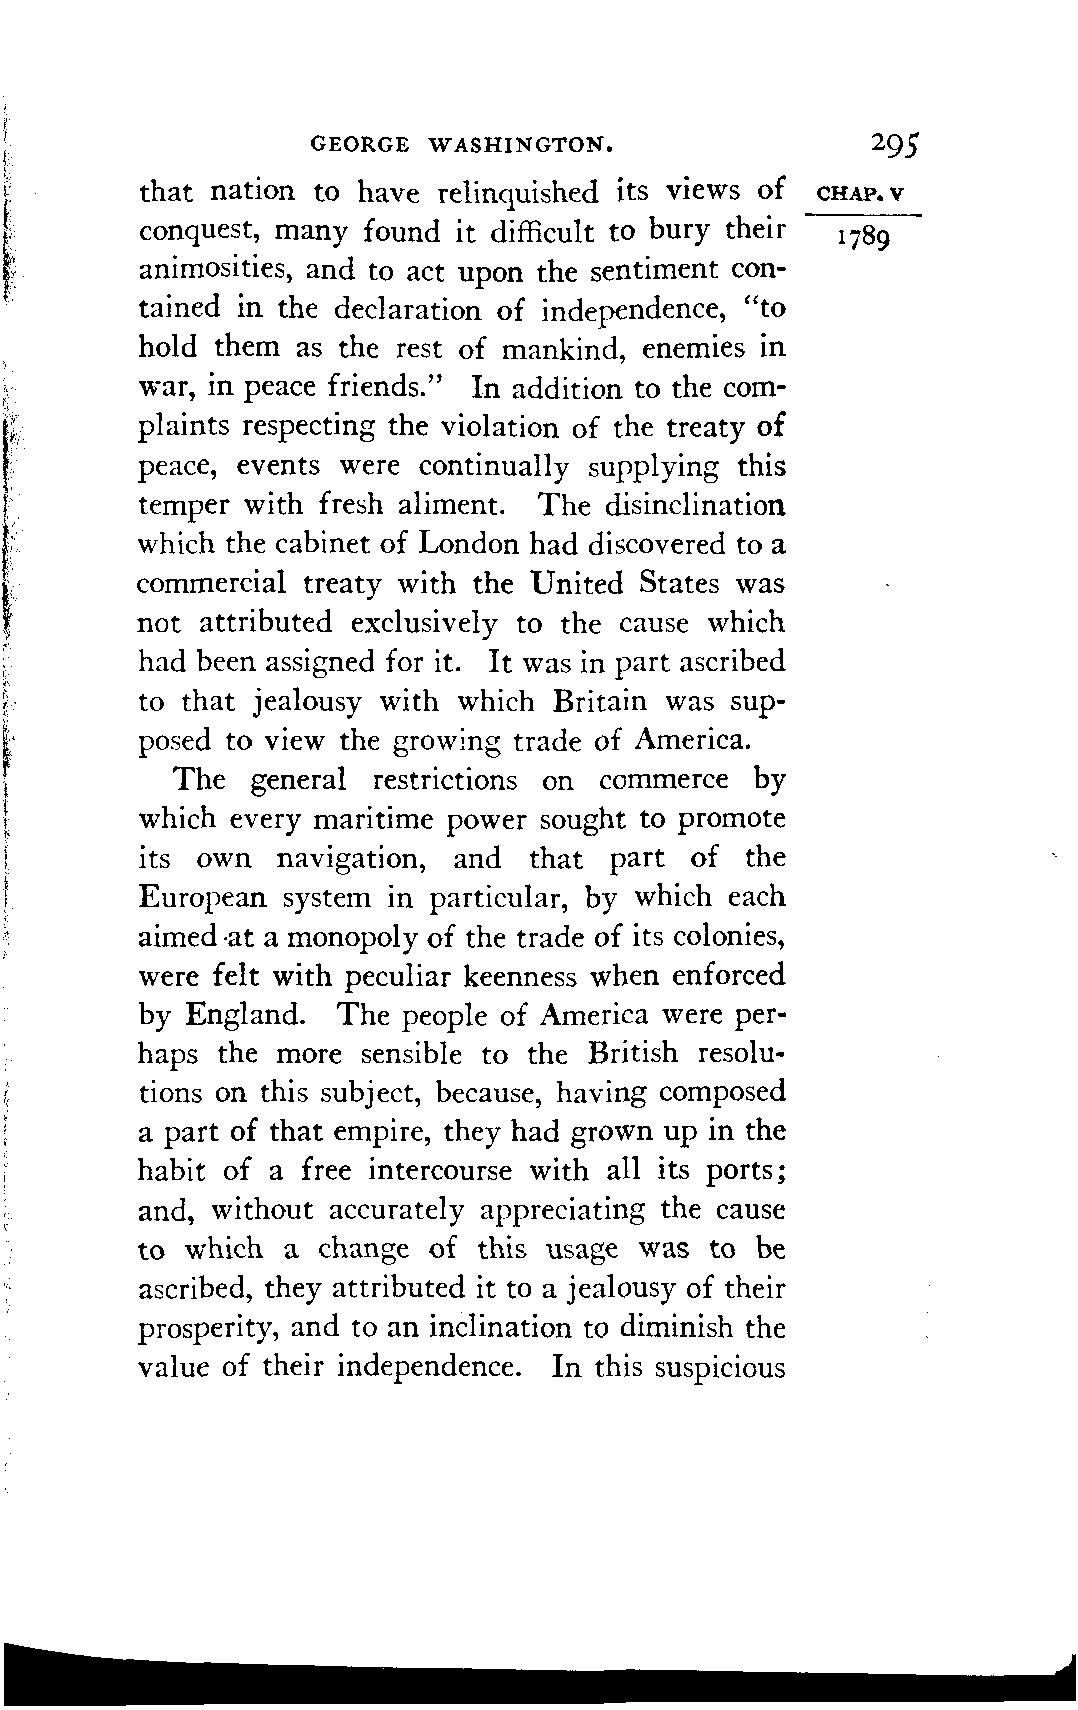 GEORGE WASHINGTON. 295
CHAP. V
1789
that nation to have relinquished its views of
conquest, many found it difficult to bury their
animosities, and to act upon the sentiment con-
tained in the declaration of independence, "to
hold them as the rest of mankind, enemies in
war, in peace friends." In addition to the com-
plaints respecting the violation of the treaty of
peace, events were continually supplying this
temper with fresh aliment. The disinclination
which the cabinet of London had discovered to a
commercial treaty with the United States was
not attributed exclusively to the cause which
had been assigned for it. It was in part ascribed
to that jealousy with which Britain was sup-
posed to view the growing trade of America.
The general restrictions on commerce by
which every maritime power sought to promote
its own navigation, and that part of the
European system in particular, by which each
aimed at a monopoly of the trade of its colonies,
were felt with peculiar keenness when enforced
by England. The people of America were per-
haps the more sensible to the British resolu-
tions on this subject, because, having composed
a part of that empire, they had grown up in the
habit of a free intercourse with all its ports;
and, without accurately appreciating the cause
to which a change of this usage was to be
ascribed, they attributed it to a jealousy of their
prosperity, and to an inclination to diminish the
value of their independence. In this suspicious